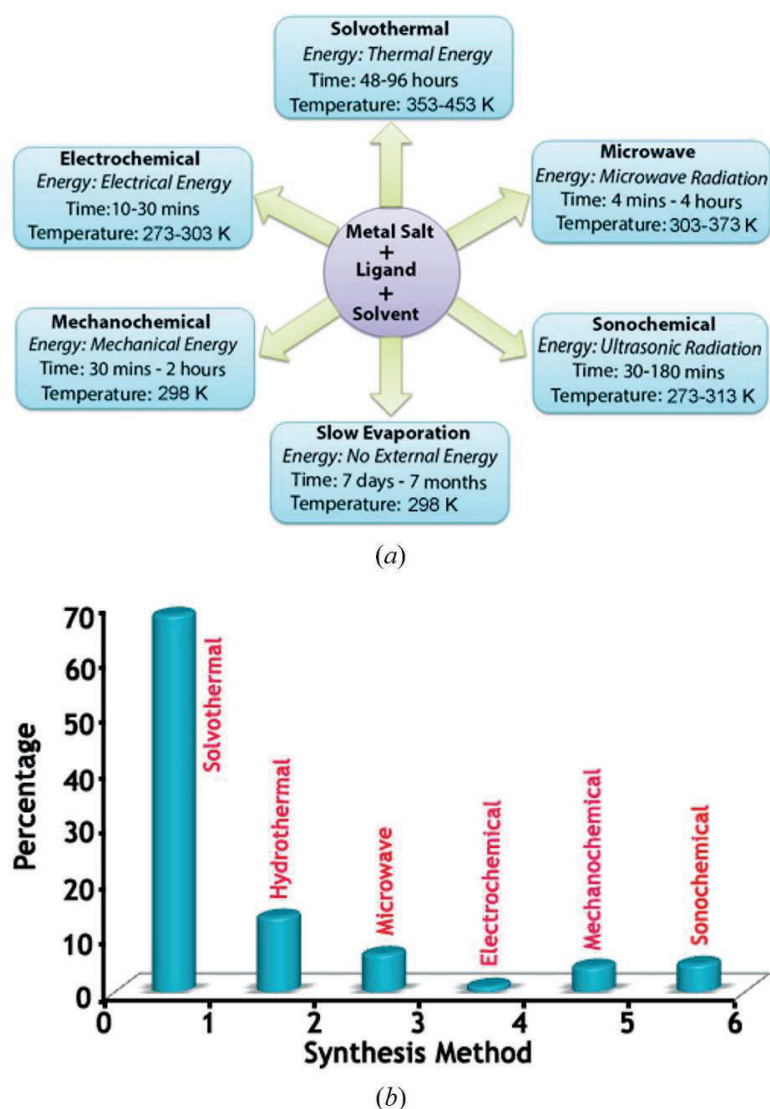 Solvothermal
Energy: Thermal Energy
Time: 48-96 hours
Temperature: 353-453 K
Electrochemical
Energy: Electrical Energy
Time:10-30 mins
Temperature: 273-303 K
Microwave
Energy: Microwave Radiation
Time: 4 mins - 4 hours
Temperature: 303-373 K
Metal Salt
+
Ligand
+
Solvent
Mechanochemical
Energy: Mechanical Energy
Time: 30 mins - 2 hours
Temperature: 298 K
Sonochemical
Energy: Ultrasonic Radiation
Time: 30-180 mins
Temperature: 273-313 K
Slow Evaporation
Energy: No External Energy
Time: 7 days - 7 months
Temperature: 298 K
(a)
Percentage
70
60
50
40
30
20
10
0
Solvothermal
Hydrothermal
Microwave
Electrochemical
Mechanochemical
Sonochemical
0 1 2 3 4 5 6
Synthesis Method
(b)